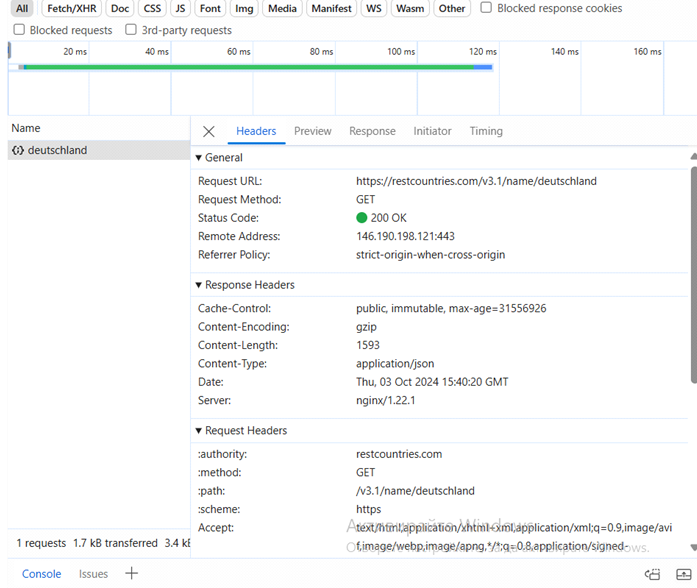 All Fetch/XHR Doc CSS JS Font Img Media Manifest WS Wasm Other Blocked response cookies
Blocked requests 3rd-party requests
20 ms 40 ms 60 ms 80 ms 100 ms 120 ms 140 ms 160 ms
Name
deutschland
Headers Preview Response Initiator Timing
General
Request URL: https://restcountries.com/v3.1/name/deutschland
Request Method: GET
Status Code: 200 OK
Remote Address: 146.190.198.121:443
Referrer Policy: strict-origin-when-cross-origin
Response Headers
Cache-Control: public, immutable, max-age=31556926
Content-Encoding: gzip
Content-Length: 1593
Content-Type: application/json
Date: Thu, 03 Oct 2024 15:40:20 GMT
Server: nginx/1.22.1
Request Headers
:authority: restcountries.com
:method: GET
:path: /v3.1/name/deutschland
:scheme: https
Accept: text/html,application/xhtml+xml,application/xml;q=0.9,image/avi
f,image/webp,image/apng,*/*;q=0.8,application/signed-
Windows
Windows.
1 requests 1.7 kB transferred 3.4 kB
Console Issues